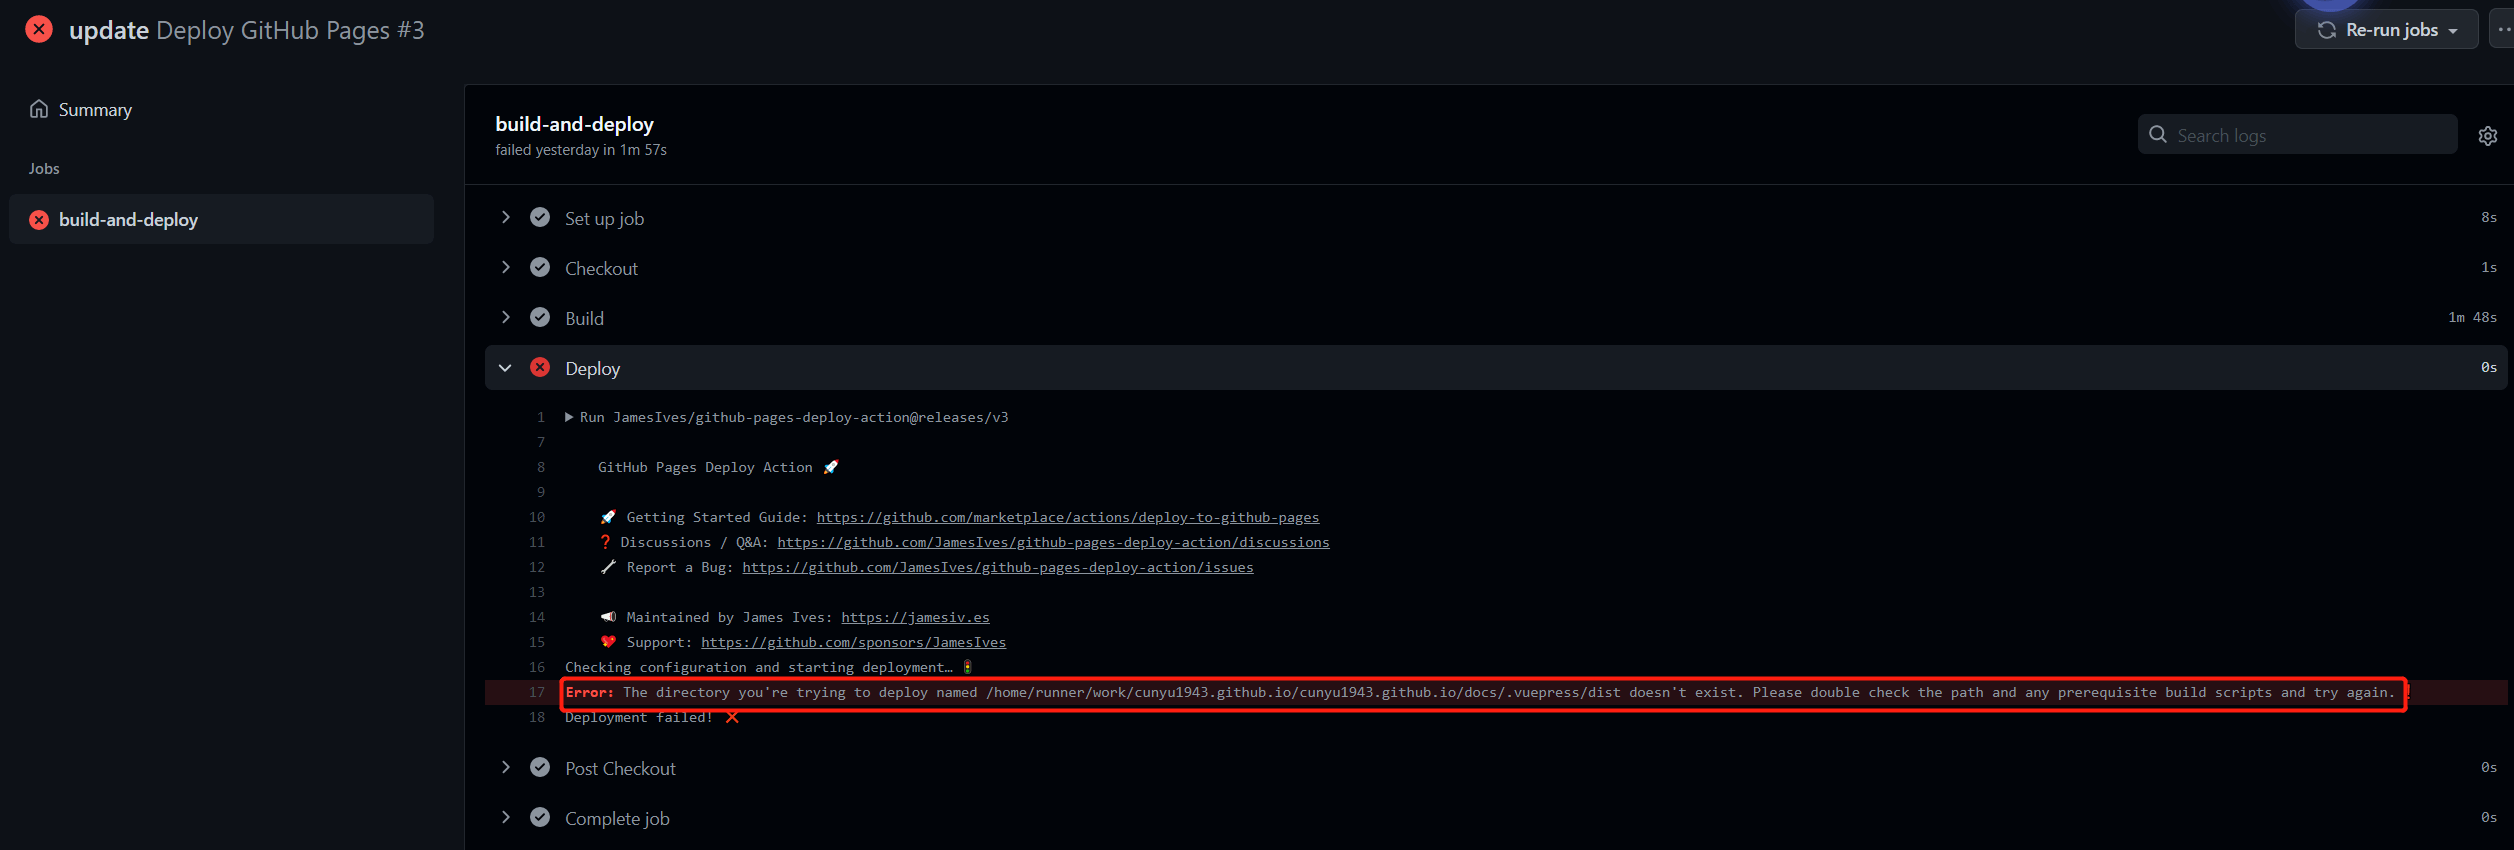 update Deploy GitHub Pages #3
Re-run jobs
Summary
Jobs
build-and-deploy
build-and-deploy
failed yesterday in 1m 57s
Search logs
Set up job 8s
Checkout 1s
Build 1m 48s
Deploy 0s
1 Run JamesIves/github-pages-deploy-action@releases/v3
7
8 GitHub Pages Deploy Action 🚀
9
10 🚀 Getting Started Guide: https://github.com/marketplace/actions/deploy-to-github-pages
11 ❓ Discussions / Q&A: https://github.com/JamesIves/github-pages-deploy-action/discussions
12 🔧 Report a Bug: https://github.com/JamesIves/github-pages-deploy-action/issues
13
14 📣 Maintained by James Ives: https://jamesiv.es
15 💖 Support: https://github.com/sponsors/JamesIves
16 Checking configuration and starting deployment… 🚦
17 Error: The directory you're trying to deploy named /home/runner/work/cunyu1943.github.io/cunyu1943.github.io/docs/.vuepress/dist doesn't exist. Please double check the path and any prerequisite build scripts and try again. ❗
18 Deployment failed! ❌
Post Checkout 0s
Complete job 0s